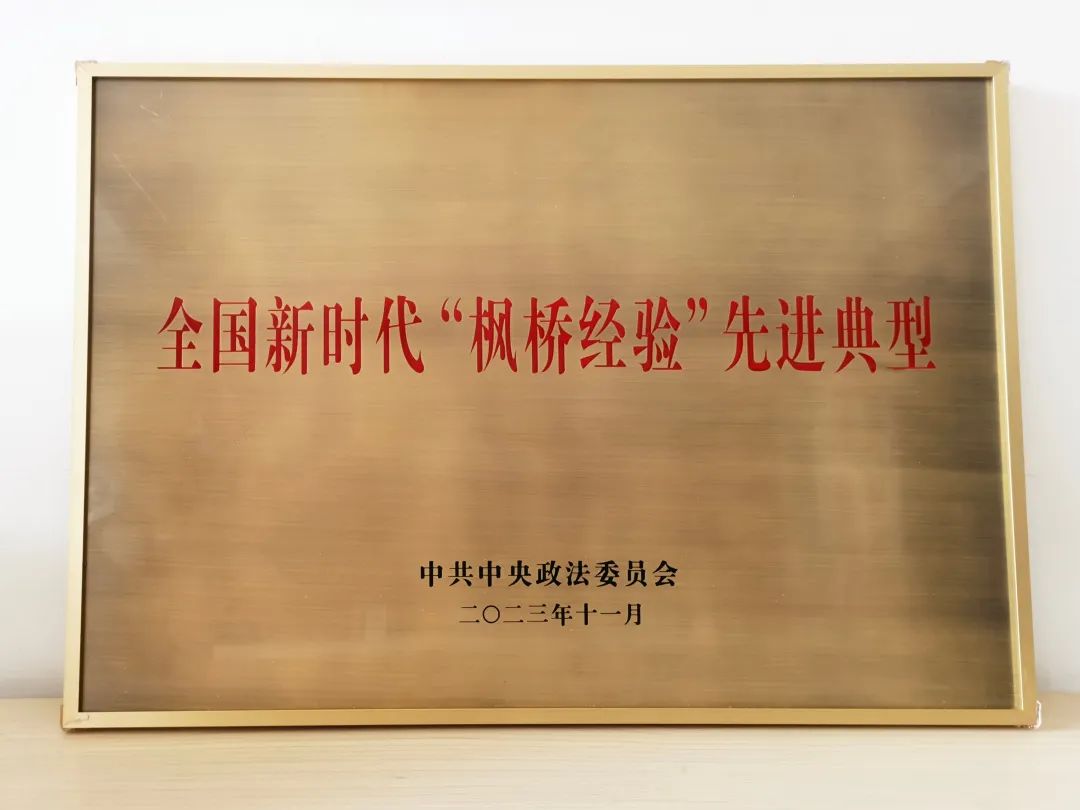 全国新时代“枫桥经验”先进典型
中共中央政法委员会
二〇二三年十一月